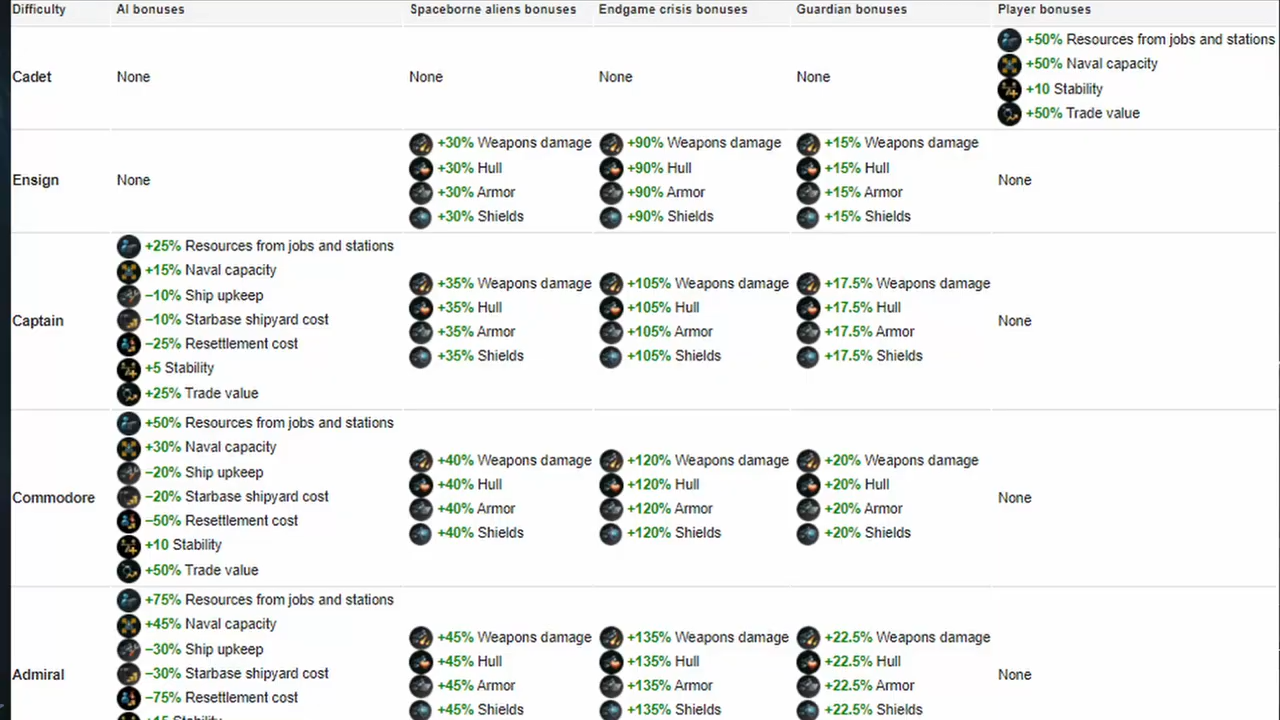 Difficulty AI bonuses Spaceborne aliens bonuses Endgame crisis bonuses Guardian bonuses Player bonuses
Cadet None None None None +50% Resources from jobs and stations
+50% Naval capacity
+10 Stability
+50% Trade value
Ensign None +30% Weapons damage +90% Weapons damage +15% Weapons damage None
+30% Hull +90% Hull +15% Hull
+30% Armor +90% Armor +15% Armor
+30% Shields +90% Shields +15% Shields
Captain +25% Resources from jobs and stations
+15% Naval capacity
−10% Ship upkeep
−10% Starbase shipyard cost
−25% Resettlement cost
+5 Stability
+25% Trade value
+35% Weapons damage +105% Weapons damage +17.5% Weapons damage None
+35% Hull +105% Hull +17.5% Hull
+35% Armor +105% Armor +17.5% Armor
+35% Shields +105% Shields +17.5% Shields
Commodore +50% Resources from jobs and stations
+30% Naval capacity
−20% Ship upkeep
−20% Starbase shipyard cost
−50% Resettlement cost
+10 Stability
+50% Trade value
+40% Weapons damage +120% Weapons damage +20% Weapons damage None
+40% Hull +120% Hull +20% Hull
+40% Armor +120% Armor +20% Armor
+40% Shields +120% Shields +20% Shields
Admiral +75% Resources from jobs and stations
+45% Naval capacity
−30% Ship upkeep
−30% Starbase shipyard cost
−75% Resettlement cost
+15 Stability
+45% Weapons damage +135% Weapons damage +22.5% Weapons damage None
+45% Hull +135% Hull +22.5% Hull
+45% Armor +135% Armor +22.5% Armor
+45% Shields +135% Shields +22.5% Shields